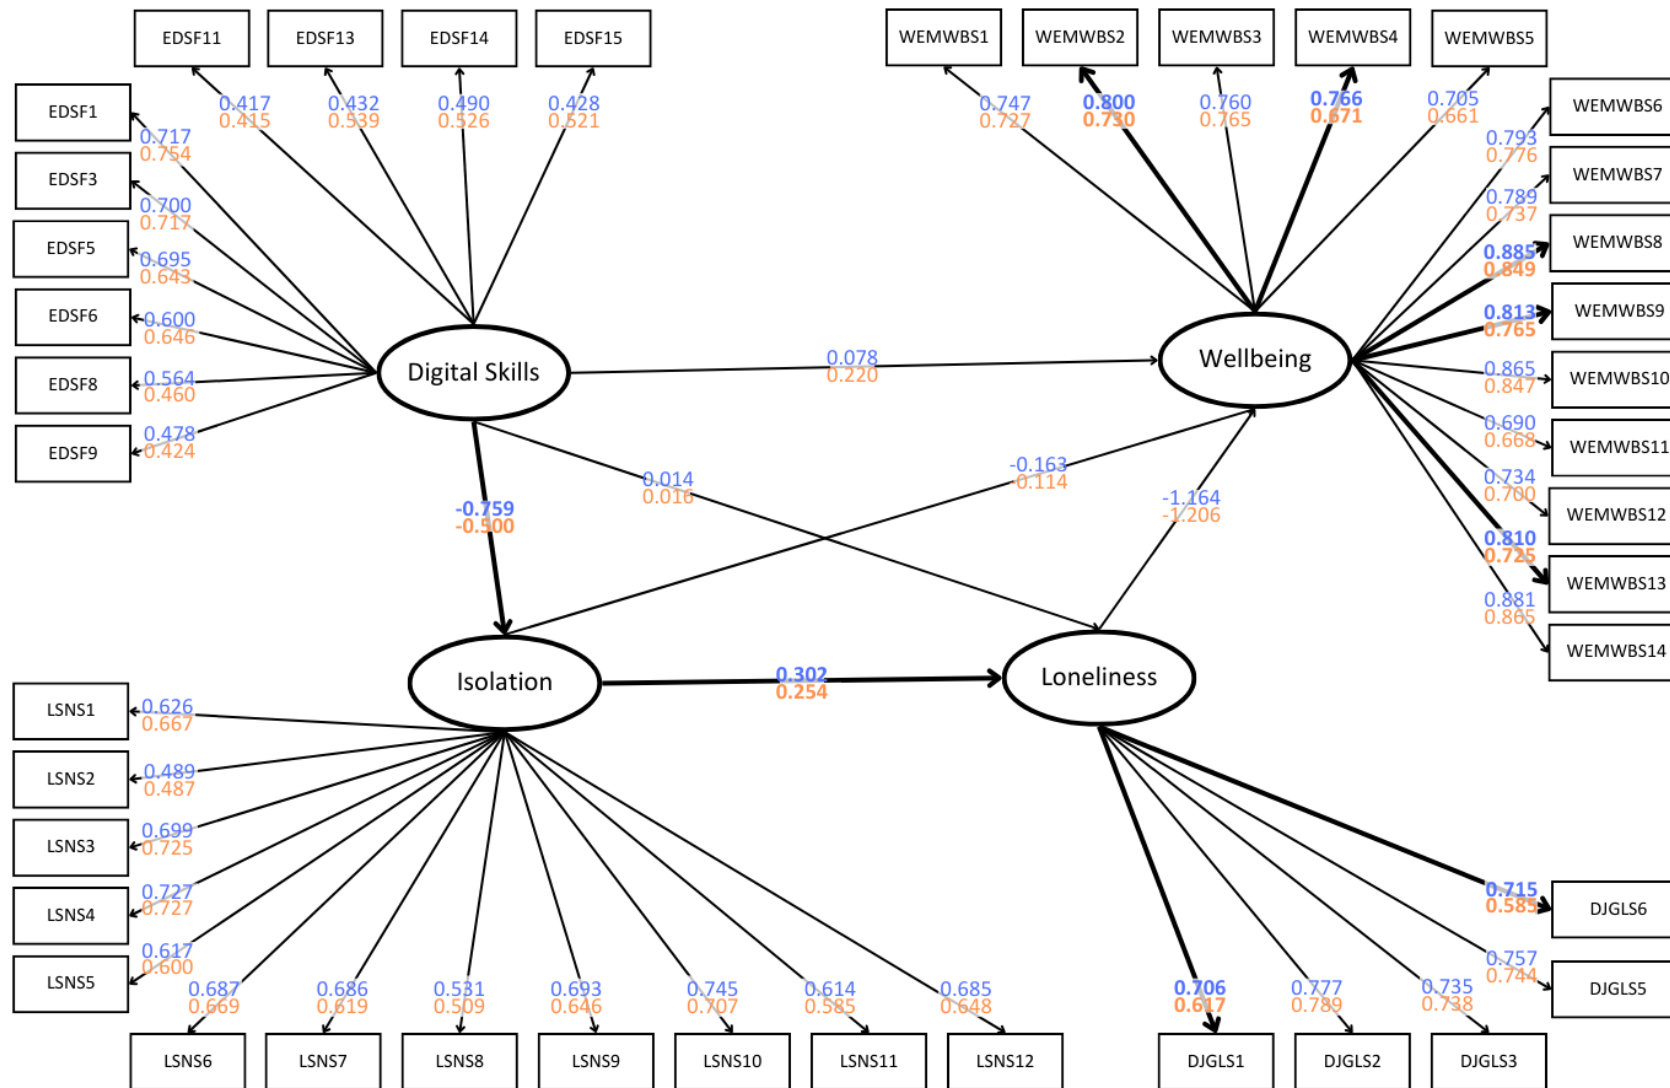 EDSF11
EDSF13
EDSF14
EDSF15
WEMWBS1
WEMWBS2
WEMWBS3
WEMWBS4
WEMWBS5
0.417
0.415
0.432
0.539
0.490
0.526
0.428
0.521
0.747
0.727
0.800
0.730
0.760
0.765
0.766
0.671
0.705
0.661
EDSF1
EDSF3
EDSF5
EDSF6
EDSF8
EDSF9
0.717
0.754
0.700
0.717
0.695
0.643
0.600
0.646
0.564
0.460
0.478
0.424
WEMWBS6
WEMWBS7
WEMWBS8
WEMWBS9
WEMWBS10
WEMWBS11
WEMWBS12
WEMWBS13
WEMWBS14
0.793
0.776
0.789
0.737
0.885
0.849
0.813
0.765
0.865
0.847
0.690
0.668
0.734
0.700
0.810
0.725
0.881
0.865
Digital Skills
0.078
0.220
Wellbeing
-0.759
-0.500
0.014
0.016
-0.163
-0.114
-1.164
-1.206
Isolation
0.302
0.254
Loneliness
LSNS1
LSNS2
LSNS3
LSNS4
LSNS5
0.626
0.667
0.489
0.487
0.699
0.725
0.727
0.727
0.617
0.600
0.687
0.669
0.686
0.619
0.531
0.509
0.693
0.646
0.745
0.707
0.614
0.585
0.685
0.648
0.706
0.617
0.777
0.789
0.735
0.738
0.757
0.744
0.715
0.585
DJGLS6
DJGLS5
LSNS6
LSNS7
LSNS8
LSNS9
LSNS10
LSNS11
LSNS12
DJGLS1
DJGLS2
DJGLS3